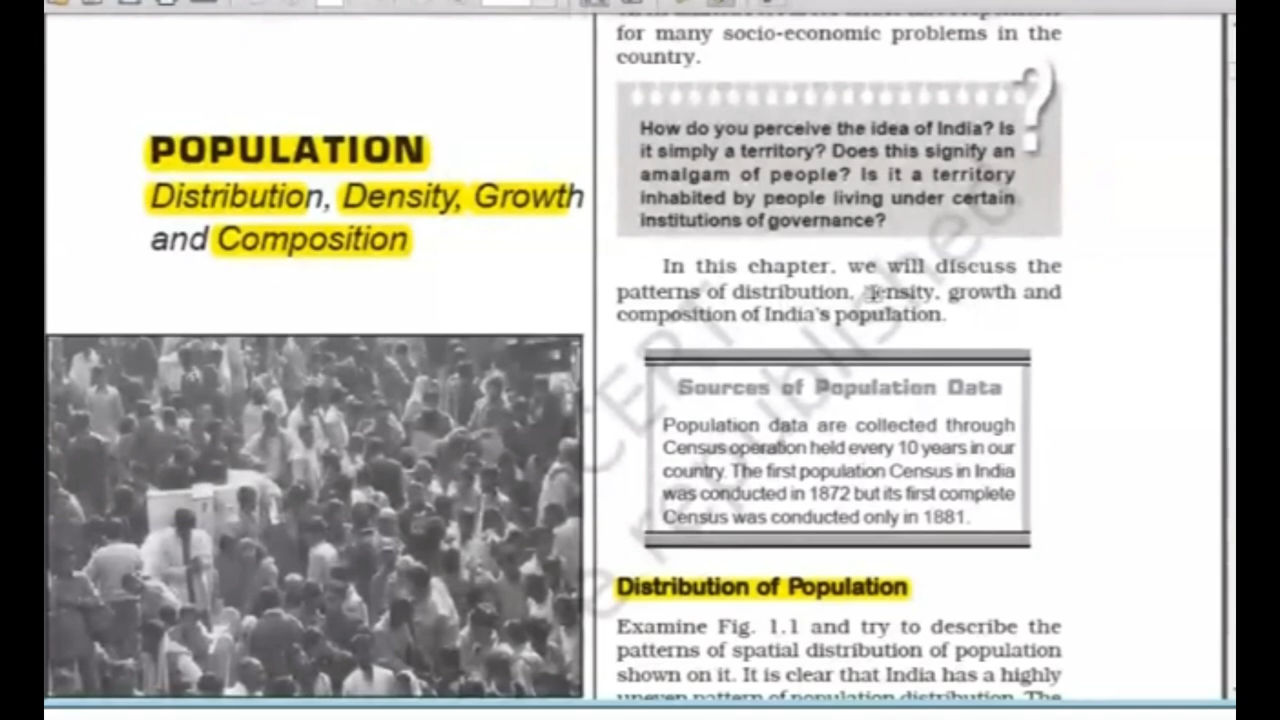 POPULATION
Distribution, Density, Growth
and Composition
for many socio-economic problems in the
country.
?
How do you perceive the idea of India? Is
it simply a territory? Does this signify an
amalgam of people? Is it a territory
inhabited by people living under certain
institutions of governance?
In this chapter, we will discuss the
patterns of distribution, density, growth and
composition of India's population.
Sources of Population Data
Population data are collected through
Census operation held every 10 years in our
country. The first population Census in India
was conducted in 1872 but its first complete
Census was conducted only in 1881.
Distribution of Population
Examine Fig. 1.1 and try to describe the
patterns of spatial distribution of population
shown on it. It is clear that India has a highly
uneven pattern of population distribution. The